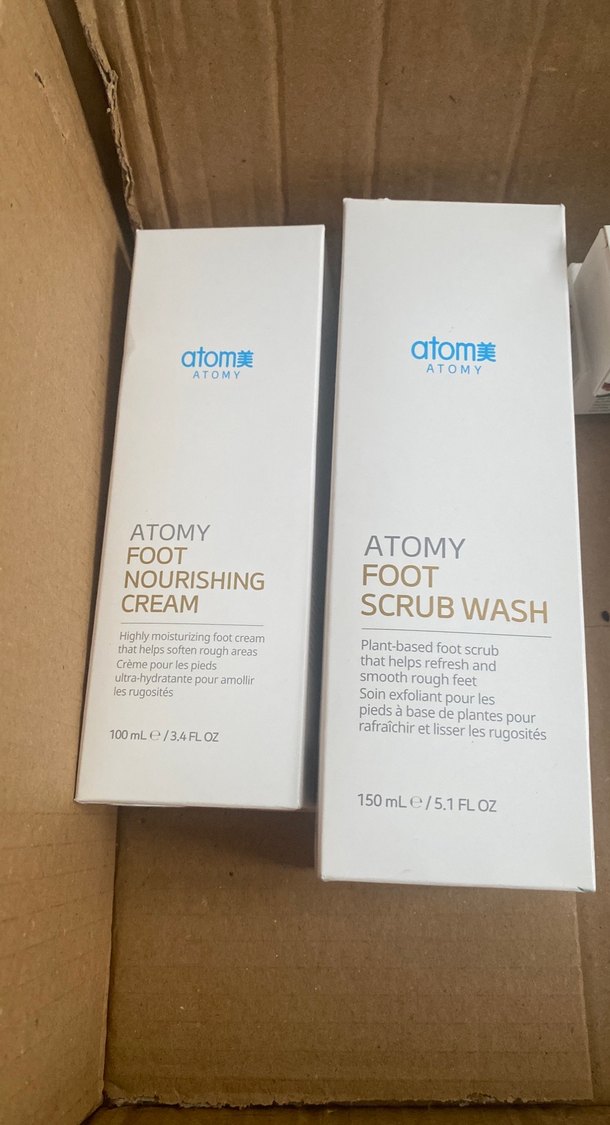 atom美
ATOMY
ATOMY
FOOT
NOURISHING
CREAM
Highly moisturizing foot cream
that helps soften rough areas
Crème pour les pieds
ultra-hydratante pour amollir
les rugosités
100 mL ℮ / 3.4 FL OZ
atom美
ATOMY
ATOMY
FOOT
SCRUB WASH
Plant-based foot scrub
that helps refresh and
smooth rough feet
Soin exfoliant pour les
pieds à base de plantes pour
rafraîchir et lisser les rugosités
150 mL ℮ / 5.1 FL OZ